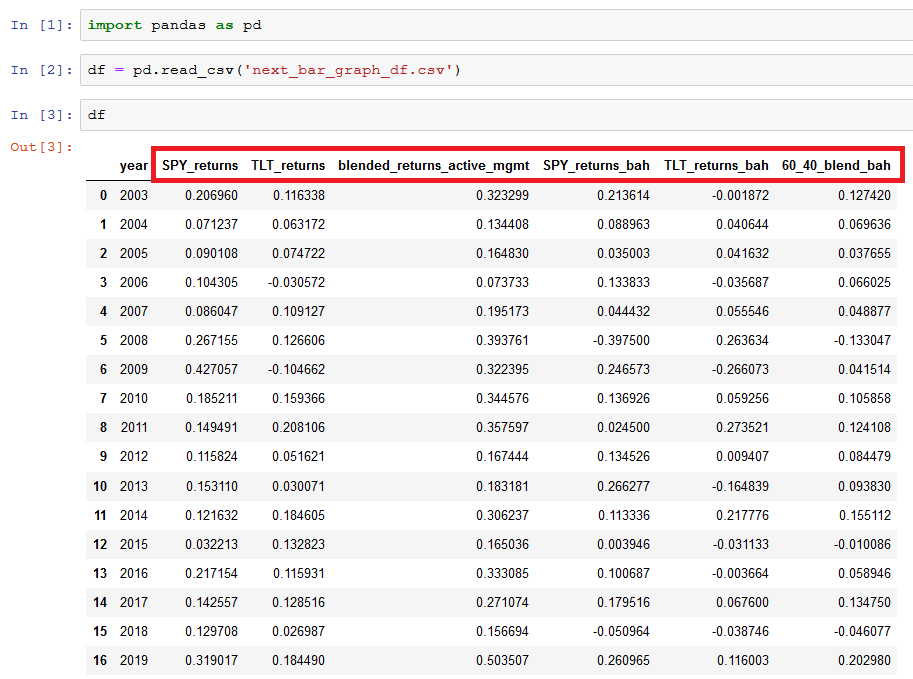 In [1]: import pandas as pd
In [2]: df = pd.read_csv('next_bar_graph_df.csv')
In [3]: df
Out[3]:
year SPY_returns TLT_returns blended_returns_active_mgmt SPY_returns_bah TLT_returns_bah 60_40_blend_bah
0 2003 0.206960 0.116338 0.323299 0.213614 -0.001872 0.127420
1 2004 0.071237 0.063172 0.134408 0.088963 0.040644 0.069636
2 2005 0.090108 0.074722 0.164830 0.035003 0.041632 0.037655
3 2006 0.104305 -0.030572 0.073733 0.133833 -0.035687 0.066025
4 2007 0.086047 0.109127 0.195173 0.044432 0.055546 0.048877
5 2008 0.267155 0.126606 0.393761 -0.397500 0.263634 -0.133047
6 2009 0.427057 -0.104662 0.322395 0.246573 -0.266073 0.041514
7 2010 0.185211 0.159366 0.344576 0.136926 0.059256 0.105858
8 2011 0.149491 0.208106 0.357597 0.024500 0.273521 0.124108
9 2012 0.115824 0.051621 0.167444 0.134526 0.009407 0.084479
10 2013 0.153110 0.030071 0.183181 0.266277 -0.164839 0.093830
11 2014 0.121632 0.184605 0.306237 0.113336 0.217776 0.155112
12 2015 0.032213 0.132823 0.165036 0.003946 -0.031133 -0.010086
13 2016 0.217154 0.115931 0.333085 0.100687 -0.003664 0.058946
14 2017 0.142557 0.128516 0.271074 0.179516 0.067600 0.134750
15 2018 0.129708 0.026987 0.156694 -0.050964 -0.038746 -0.046077
16 2019 0.319017 0.184490 0.503507 0.260965 0.116003 0.202980